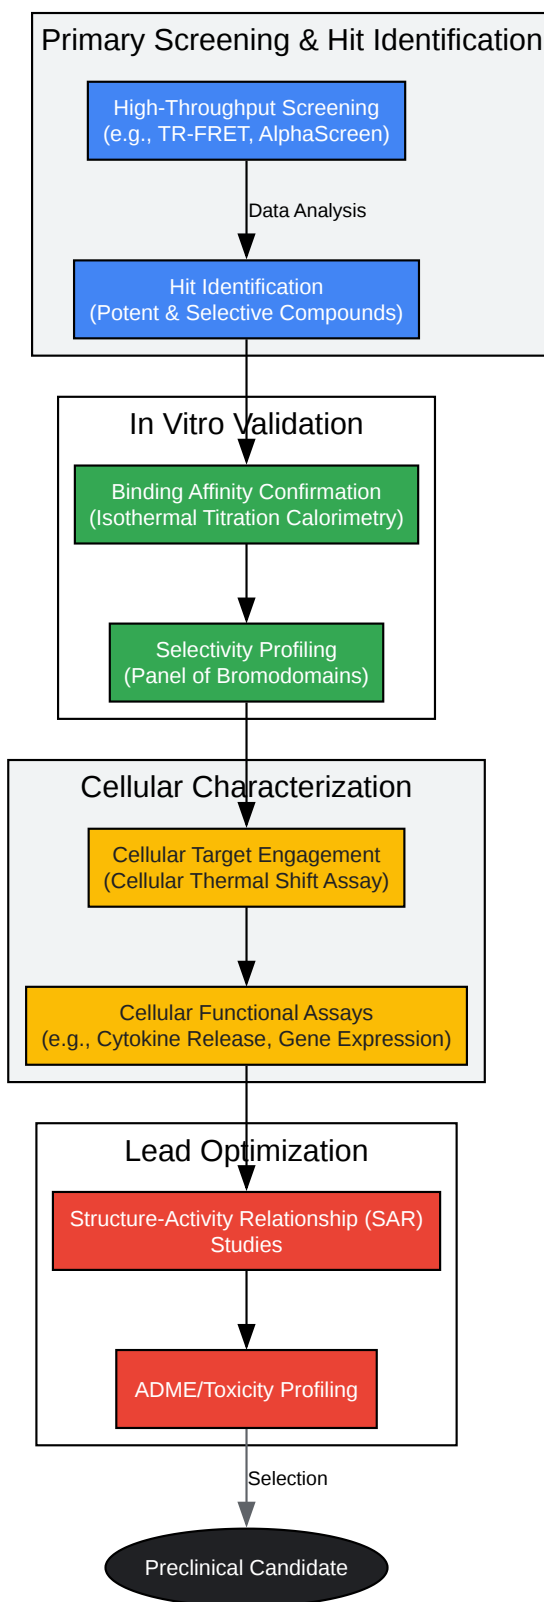 Primary Screening & Hit Identification
High-Throughput Screening
(e.g., TR-FRET, AlphaScreen)
Data Analysis
Hit Identification
(Potent & Selective Compounds)
In Vitro Validation
Binding Affinity Confirmation
(Isothermal Titration Calorimetry)
Selectivity Profiling
(Panel of Bromodomains)
Cellular Characterization
Cellular Target Engagement
(Cellular Thermal Shift Assay)
Cellular Functional Assays
(e.g., Cytokine Release, Gene Expression)
Lead Optimization
Structure-Activity Relationship (SAR)
Studies
ADME/Toxicity Profiling
Selection
Preclinical Candidate